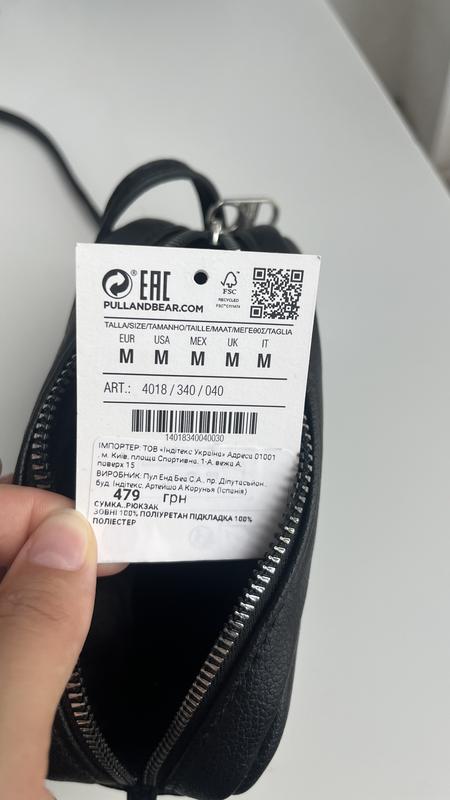 EAC
PULLANDBEAR.COM
FSC
RECYCLED
TALLA/SIZE/TAMANHO/TAILLE/MAAT/ΜΕΓΕΘΟΣ/TAGLIA
EUR USA MEX UK IT
M M M M M
ART.: 4018 / 340 / 040
14018340040030
ІМПОРТЕР: ТОВ «Індітекс Україна» Адреса 01001
, м. Київ, площа Спортивна, 1-А, вежа А,
поверх 15
ВИРОБНИК: Пул Енд Беа С.А., пр. Діпутасьйон,
буд. Індітекс, Артейшо А Корунья (Іспанія)
479 грн
СУМКА..РЮКЗАК
ЗОВНІ 100% ПОЛІУРЕТАН ПІДКЛАДКА 100%
ПОЛІЕСТЕР